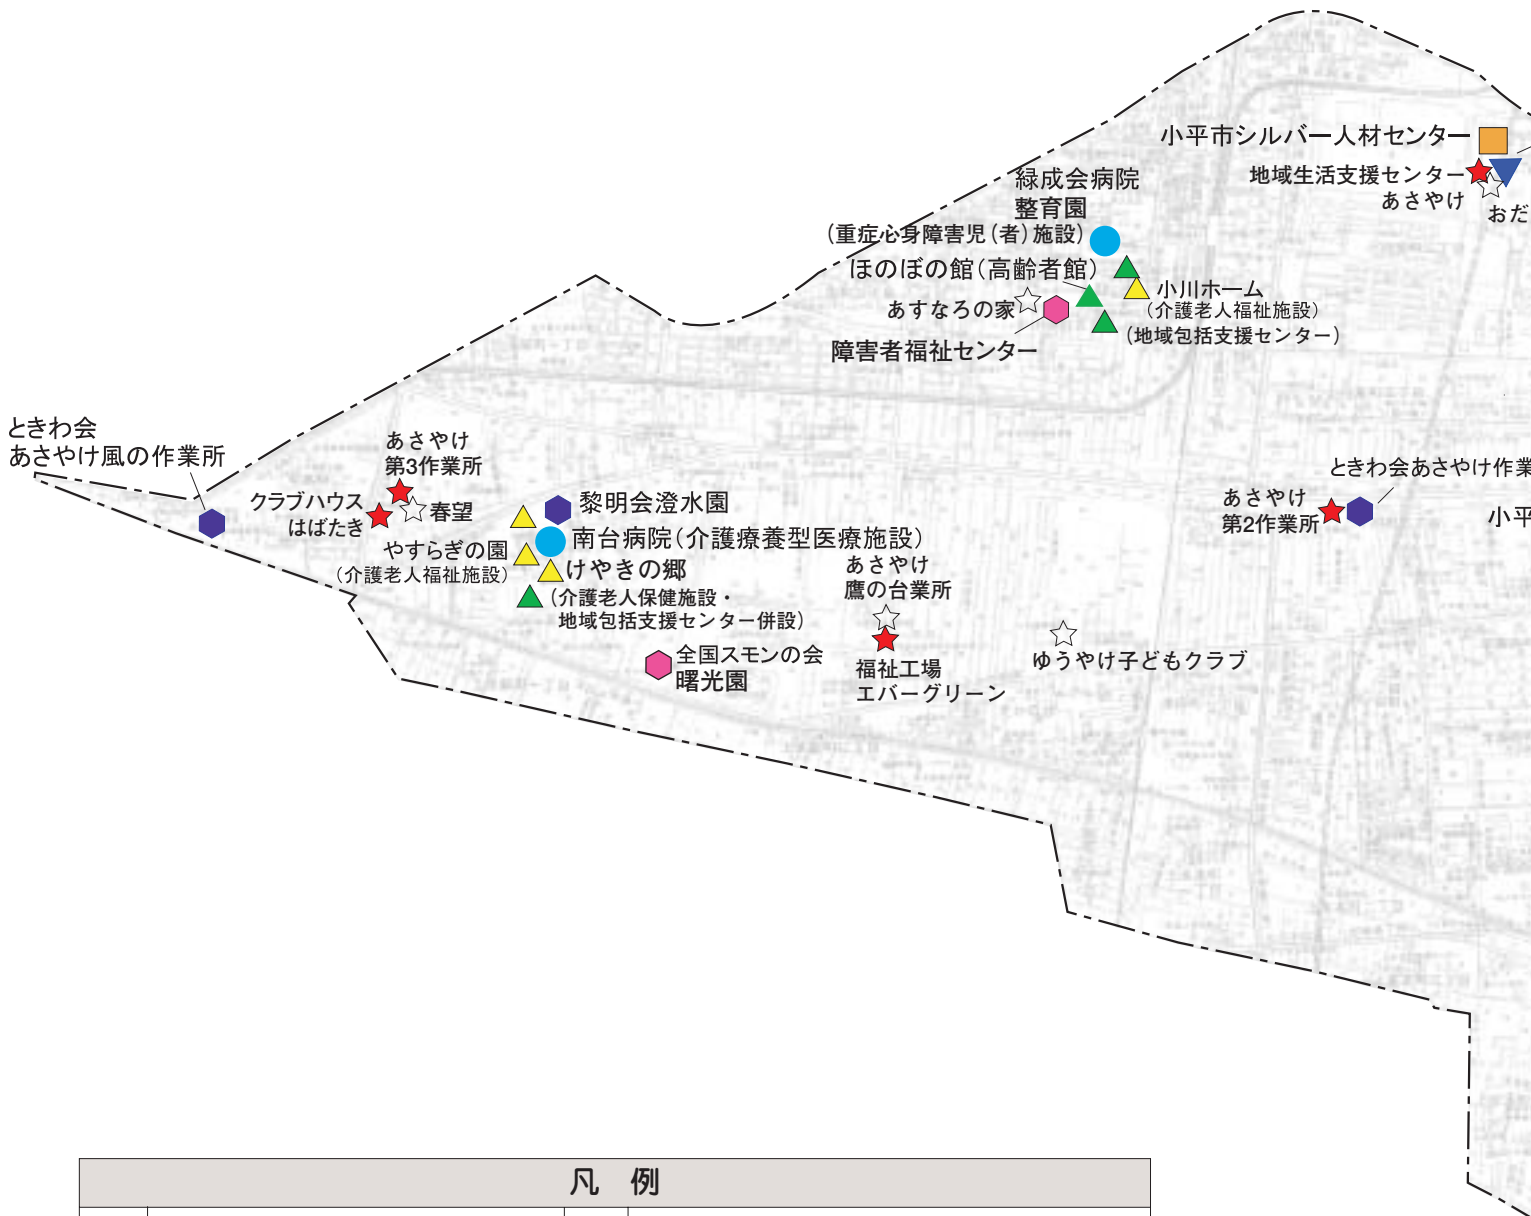 小平市シルバー人材センター
地域生活支援センター
あさやけ
おだ
緑成会病院
整育園
(重症心身障害児(者)施設)
ほのぼの館(高齢者館)
小川ホーム
(介護老人福祉施設)
(地域包括支援センター)
あすなろの家
障害者福祉センター
ときわ会
あさやけ風の作業所
あさやけ
第3作業所
クラブハウス
はばたき
春望
黎明会澄水園
南台病院(介護療養型医療施設)
やすらぎの園
(介護老人福祉施設)
けやきの郷
(介護老人保健施設・
地域包括支援センター併設)
全国スモンの会
曙光園
あさやけ
鷹の台業所
福祉工場
エバーグリーン
ゆうやけ子どもクラブ
ときわ会あさやけ作業
あさやけ
第2作業所
小平
凡 例